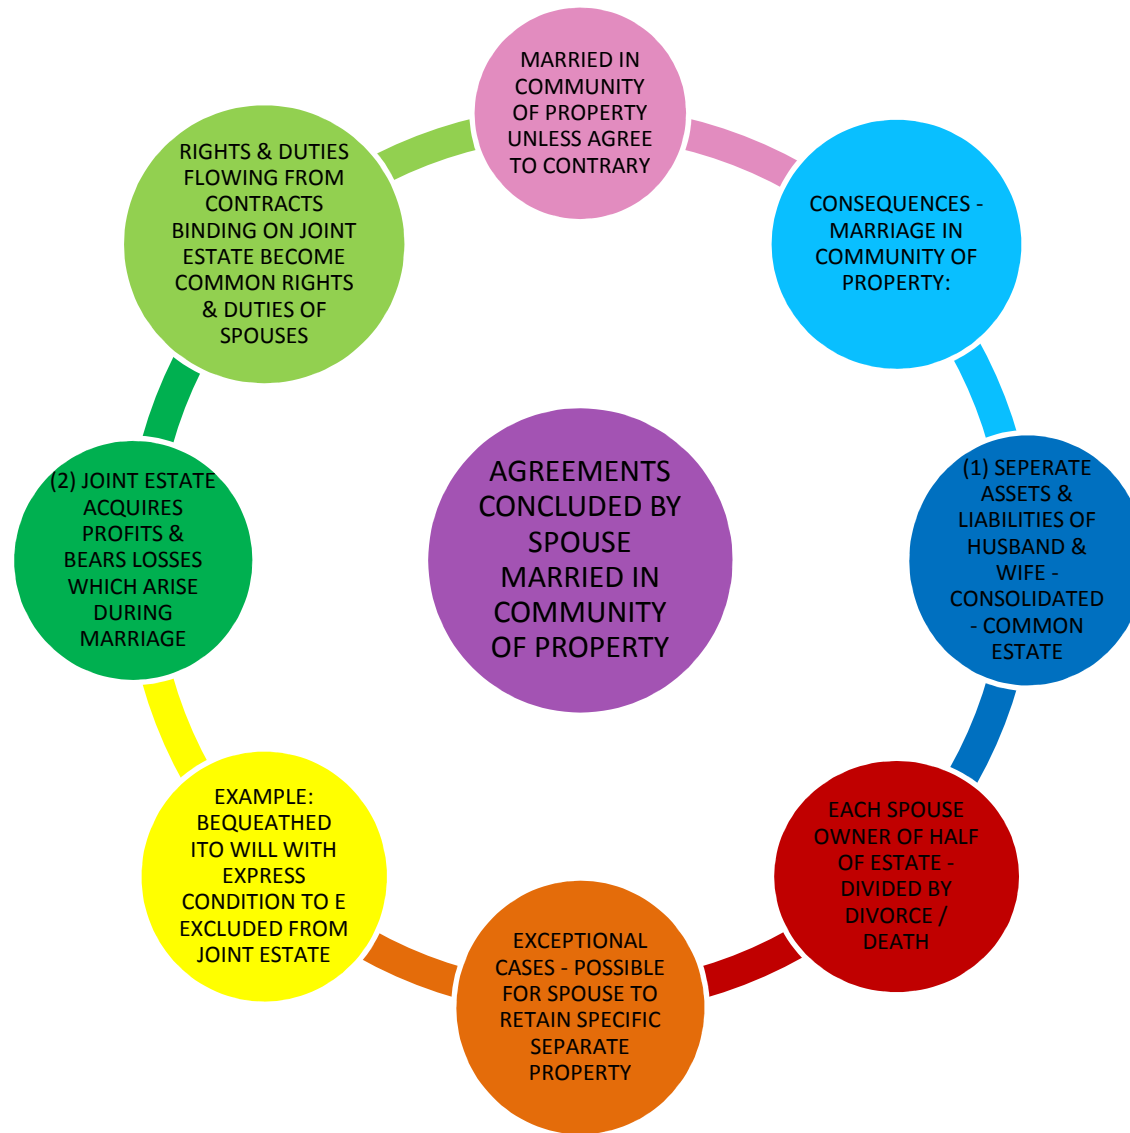 MARRIED IN
COMMUNITY
OF PROPERTY
UNLESS AGREE
TO CONTRARY
CONSEQUENCES -
MARRIAGE IN
COMMUNITY OF
PROPERTY:
(1) SEPERATE
ASSETS &
LIABILITIES OF
HUSBAND &
WIFE -
CONSOLIDATED
- COMMON
ESTATE
EACH SPOUSE
OWNER OF HALF
OF ESTATE -
DIVIDED BY
DIVORCE /
DEATH
EXCEPTIONAL
CASES - POSSIBLE
FOR SPOUSE TO
RETAIN SPECIFIC
SEPARATE
PROPERTY
EXAMPLE:
BEQUEATHED
ITO WILL WITH
EXPRESS
CONDITION TO E
EXCLUDED FROM
JOINT ESTATE
(2) JOINT ESTATE
ACQUIRES
PROFITS &
BEARS LOSSES
WHICH ARISE
DURING
MARRIAGE
RIGHTS & DUTIES
FLOWING FROM
CONTRACTS
BINDING ON JOINT
ESTATE BECOME
COMMON RIGHTS
& DUTIES OF
SPOUSES
AGREEMENTS
CONCLUDED BY
SPOUSE
MARRIED IN
COMMUNITY
OF PROPERTY